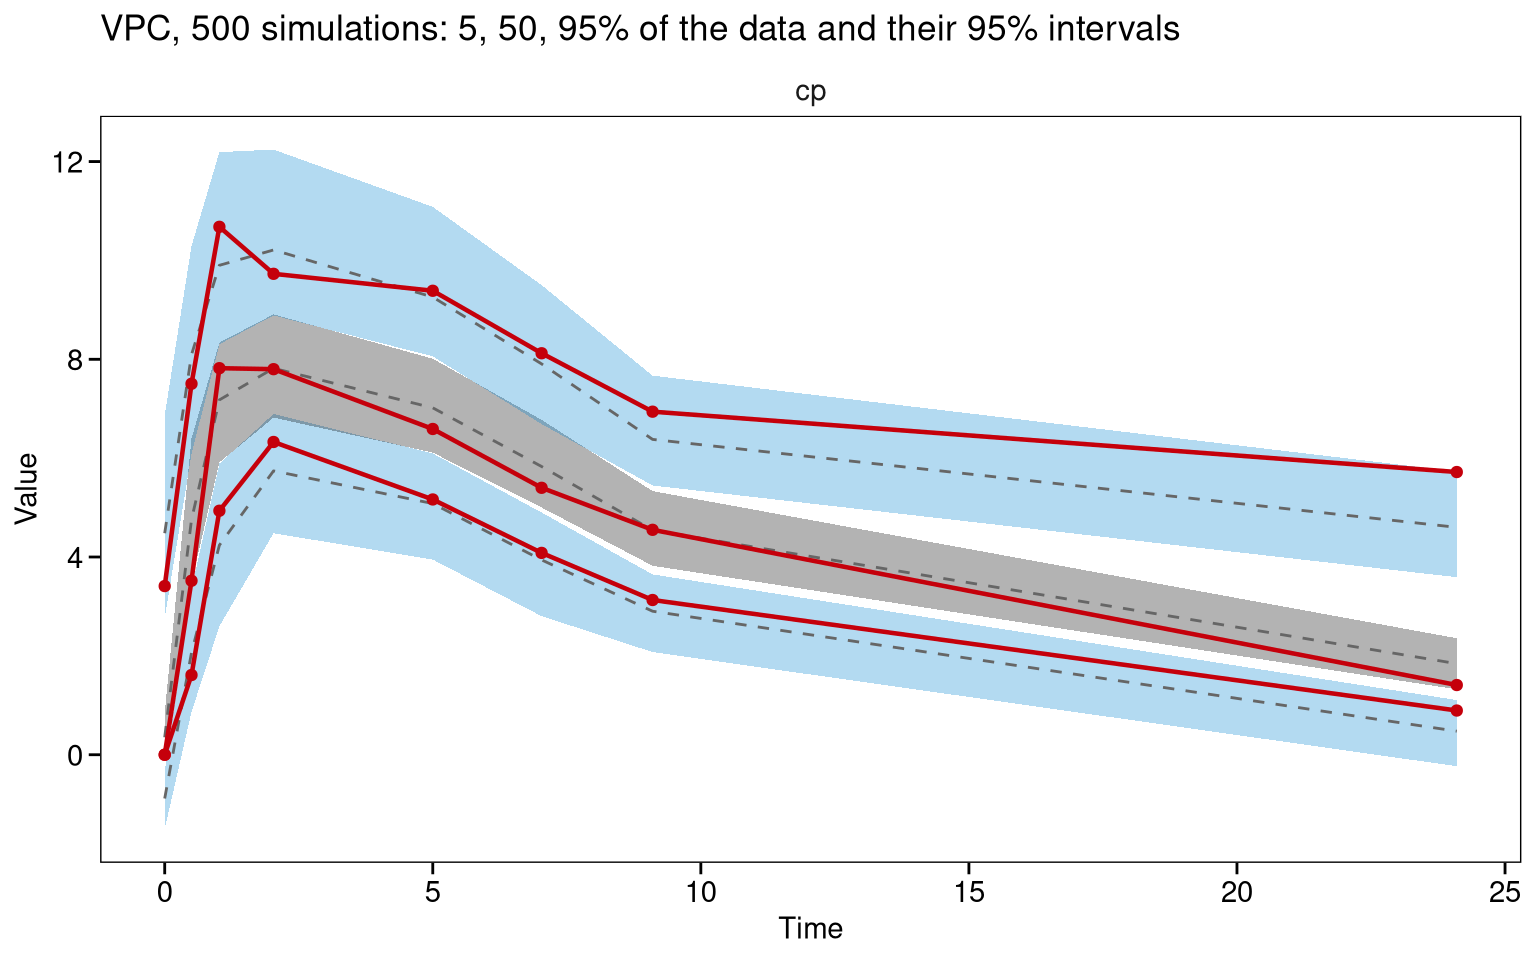 VPC, 500 simulations: 5, 50, 95% of the data and their 95% intervals
cp
12
8
4
0
Value
0 5 10 15 20 25
Time